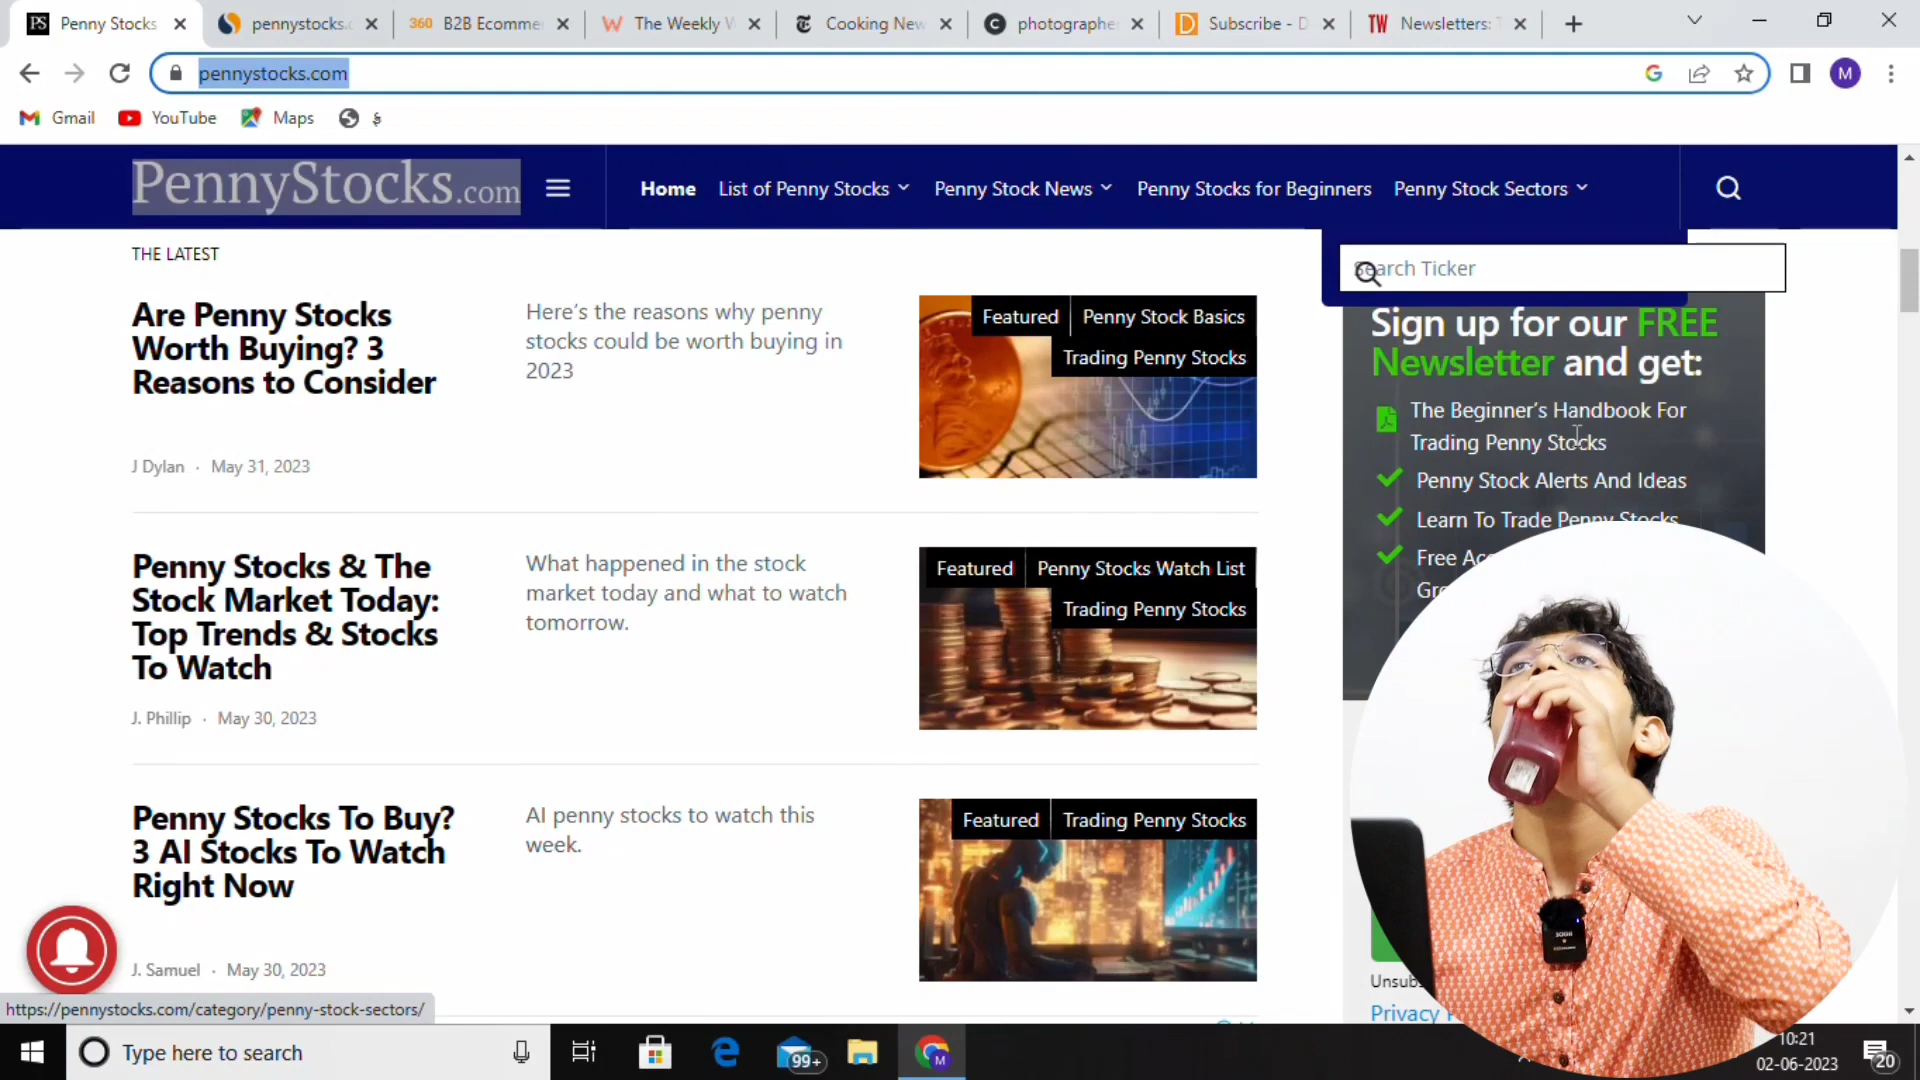 Penny Stocks
pennystocks.
360 B2B Ecomme
W The Weekly
Cooking New
photographe
Subscribe - D
TW Newsletters:
pennystocks.com
M
Gmail
YouTube
Maps
PennyStocks.com
Home
List of Penny Stocks
Penny Stock News
Penny Stocks for Beginners
Penny Stock Sectors
THE LATEST
Search Ticker
Are Penny Stocks
Worth Buying? 3
Reasons to Consider
Here's the reasons why penny
stocks could be worth buying in
2023
Featured
Penny Stock Basics
Trading Penny Stocks
J Dylan · May 31, 2023
Sign up for our FREE
Newsletter and get:
The Beginner's Handbook For
Trading Penny Stocks
Penny Stock Alerts And Ideas
Learn To Trade Penny Stocks
Free Acc
Gr
Penny Stocks & The
Stock Market Today:
Top Trends & Stocks
To Watch
What happened in the stock
market today and what to watch
tomorrow.
Featured
Penny Stocks Watch List
Trading Penny Stocks
J. Phillip · May 30, 2023
Penny Stocks To Buy?
3 AI Stocks To Watch
Right Now
AI penny stocks to watch this
week.
Featured
Trading Penny Stocks
J. Samuel · May 30, 2023
Unsub
Privacy
https://pennystocks.com/category/penny-stock-sectors/
Type here to search
99+
M
10:21
02-06-2023
20